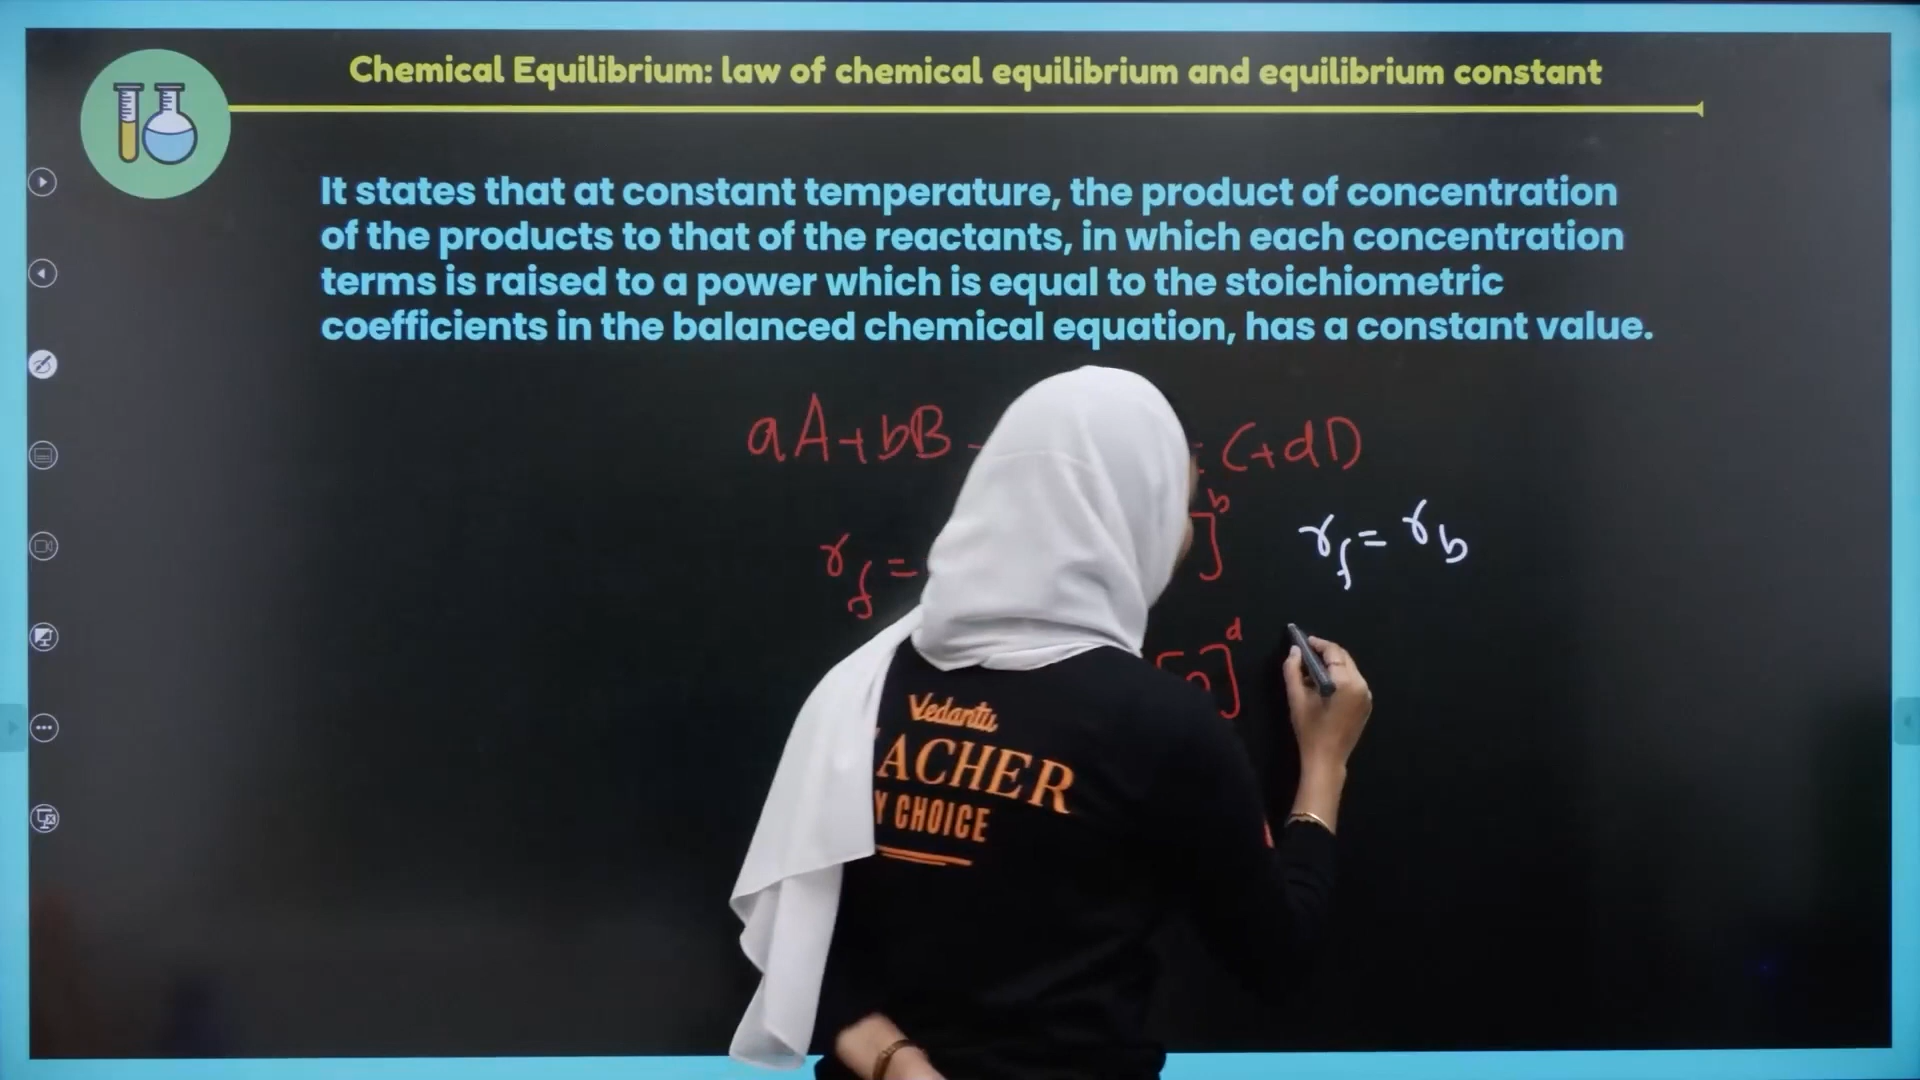 Chemical Equilibrium: law of chemical equilibrium and equilibrium constant
It states that at constant temperature, the product of concentration
of the products to that of the reactants, in which each concentration
terms is raised to a power which is equal to the stoichiometric
coefficients in the balanced chemical equation, has a constant value.
aA+bB C+dD
r_f = ]^b
r_f = r_b
]^d
Vedantu
ACHER
Y CHOICE